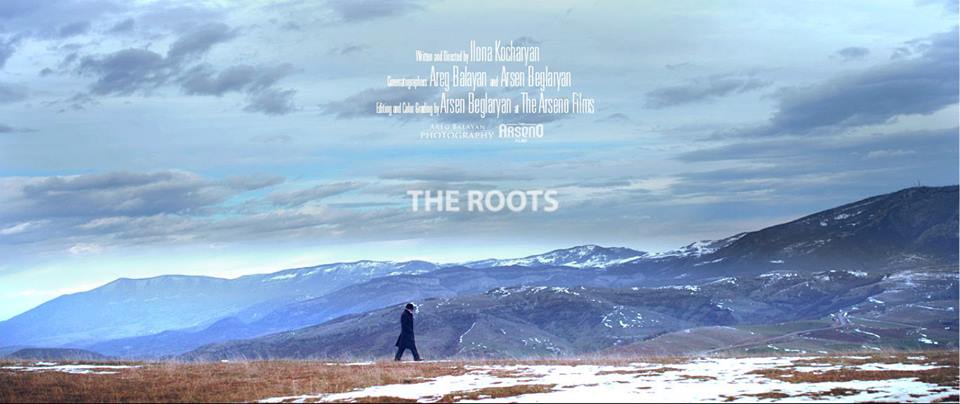 Written and Directed by Ilona Kocharyan
Cinematographers Areg Balayan and Arsen Beglaryan
Editing and Color Grading by Arsen Beglaryan at The Arseno Films
AREG BALAYAN
PHOTOGRAPHY
ARSENO
THE ROOTS